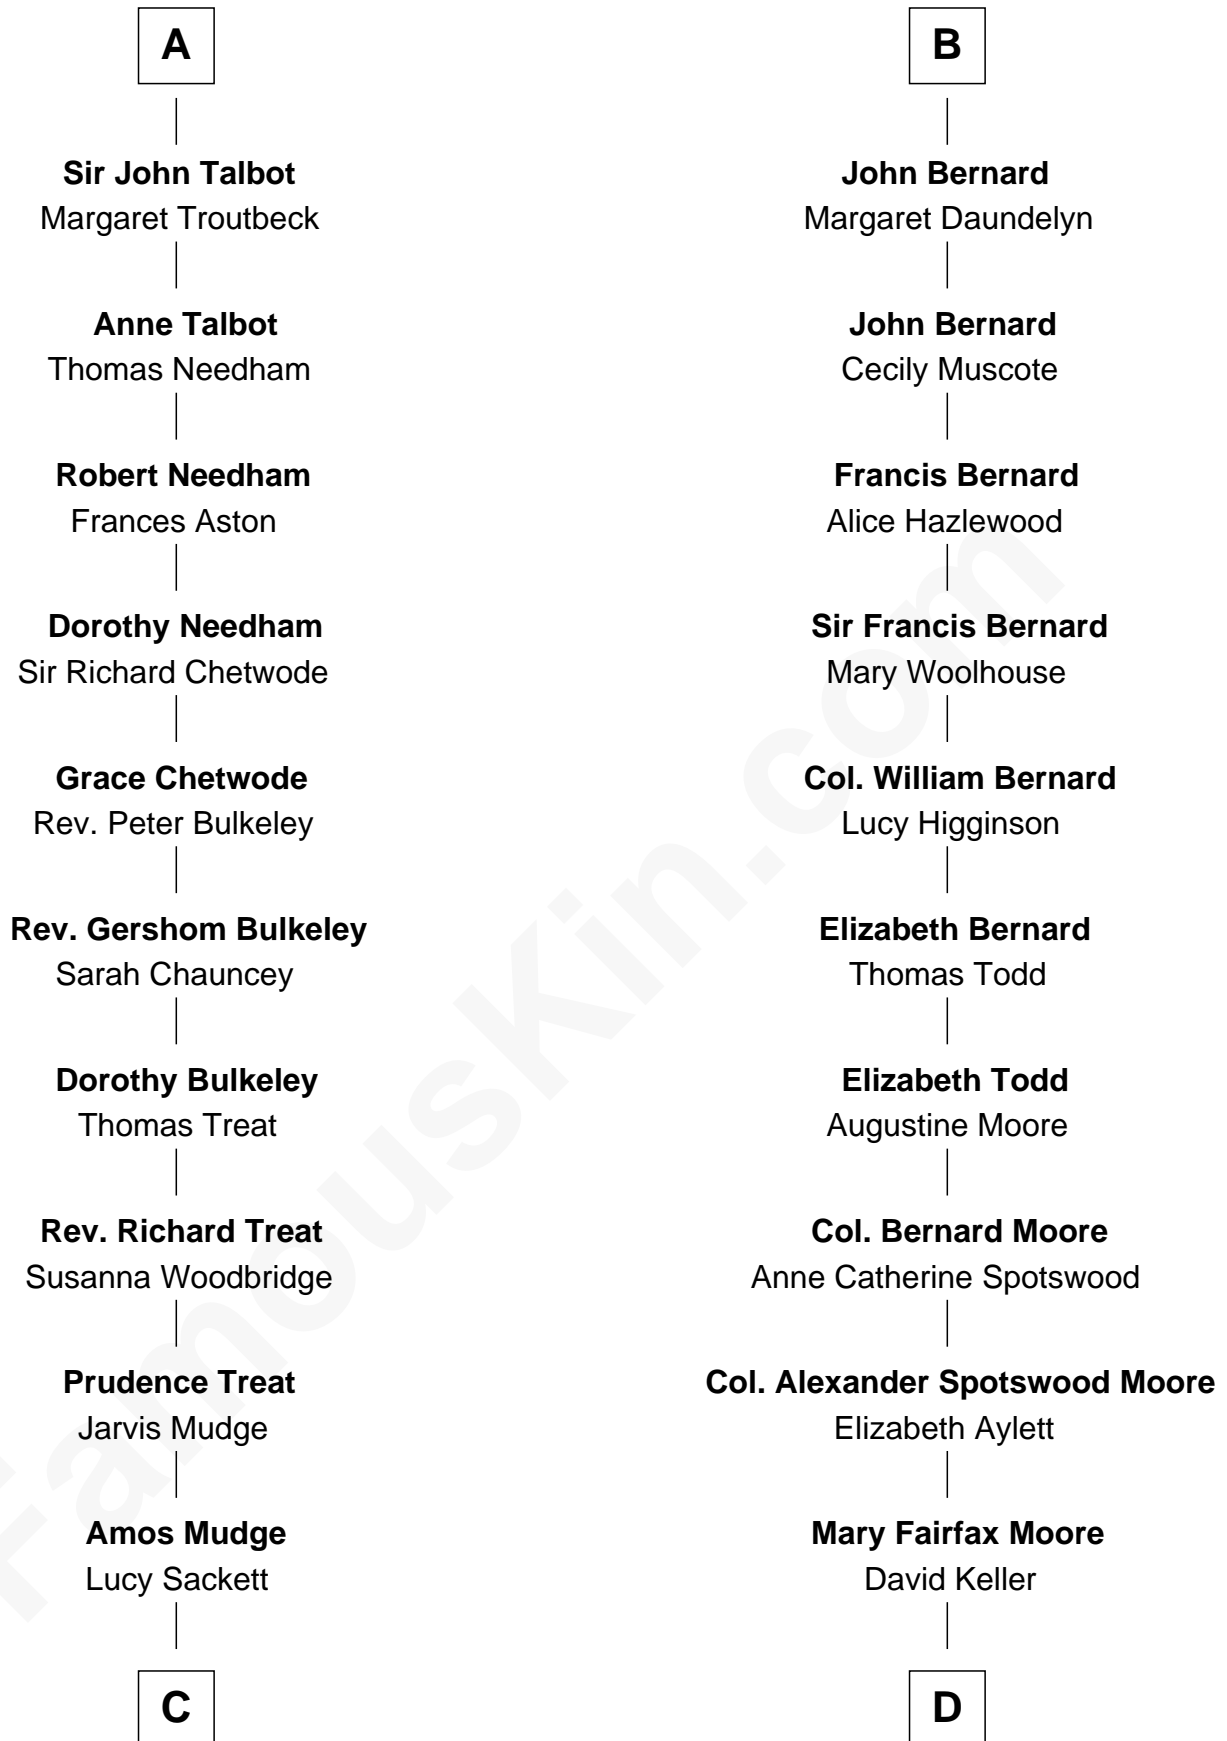 A
Sir John Talbot
Margaret Troutbeck
Anne Talbot
Thomas Needham
Robert Needham
Frances Aston
Dorothy Needham
Sir Richard Chetwode
Grace Chetwode
Rev. Peter Bulkeley
Rev. Gershom Bulkeley
Sarah Chauncey
Dorothy Bulkeley
Thomas Treat
Rev. Richard Treat
Susanna Woodbridge
Prudence Treat
Jarvis Mudge
Amos Mudge
Lucy Sackett
C
B
John Bernard
Margaret Daundelyn
John Bernard
Cecily Muscote
Francis Bernard
Alice Hazlewood
Sir Francis Bernard
Mary Woolhouse
Col. William Bernard
Lucy Higginson
Elizabeth Bernard
Thomas Todd
Elizabeth Todd
Augustine Moore
Col. Bernard Moore
Anne Catherine Spotswood
Col. Alexander Spotswood Moore
Elizabeth Aylett
Mary Fairfax Moore
David Keller
D
FamousKin.com